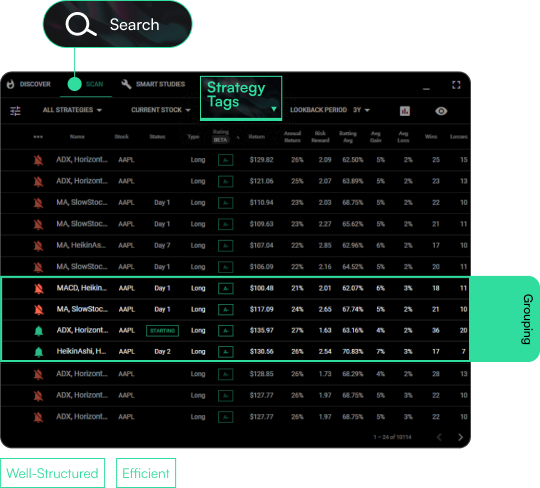 Search
DISCOVER SCAN SMART STUDIES
Strategy
Tags
ALL STRATEGIES CURRENT STOCK LOOKBACK PERIOD 3Y
Name Stock Status Type Rating BETA Return Annual Return Risk Reward Batting Avg Avg Gain Avg Loss Wins Losses
ADX, Horizont... AAPL Long A- $129.82 26% 2.09 62.50% 5% 2% 25 15
ADX, Horizont... AAPL Long A- $121.06 25% 2.07 63.89% 5% 2% 23 13
MA, SlowStoc... AAPL Day 1 Long A- $110.94 23% 2.03 68.75% 5% 2% 22 10
MA, SlowStoc... AAPL Day 1 Long A- $109.63 23% 2.27 65.62% 5% 2% 21 11
MA, HeikinAs... AAPL Day 7 Long A- $107.04 22% 2.85 62.96% 6% 2% 17 10
MA, SlowStoc... AAPL Long A- $106.09 22% 2.16 64.52% 5% 2% 20 11
MACD, Heikin... AAPL Day 1 Long A- $100.48 21% 2.01 62.07% 6% 3% 18 11
MA, SlowStoc... AAPL Day 1 Long A- $117.09 24% 2.65 67.74% 5% 2% 21 10
ADX, Horizont... AAPL STARTING Long A- $135.97 27% 1.63 63.16% 4% 2% 36 20
HeikinAshi, H... AAPL Day 2 Long A- $130.56 26% 2.54 70.83% 7% 3% 17 7
ADX, Horizont... AAPL Long A- $128.85 26% 1.73 68.29% 4% 2% 28 13
ADX, Horizont... AAPL Long A- $127.77 26% 1.97 68.75% 5% 2% 22 10
ADX, Horizont... AAPL Long A- $127.77 26% 1.97 68.75% 5% 2% 22 10
1 – 24 of 10114
Grouping
Well-Structured Efficient